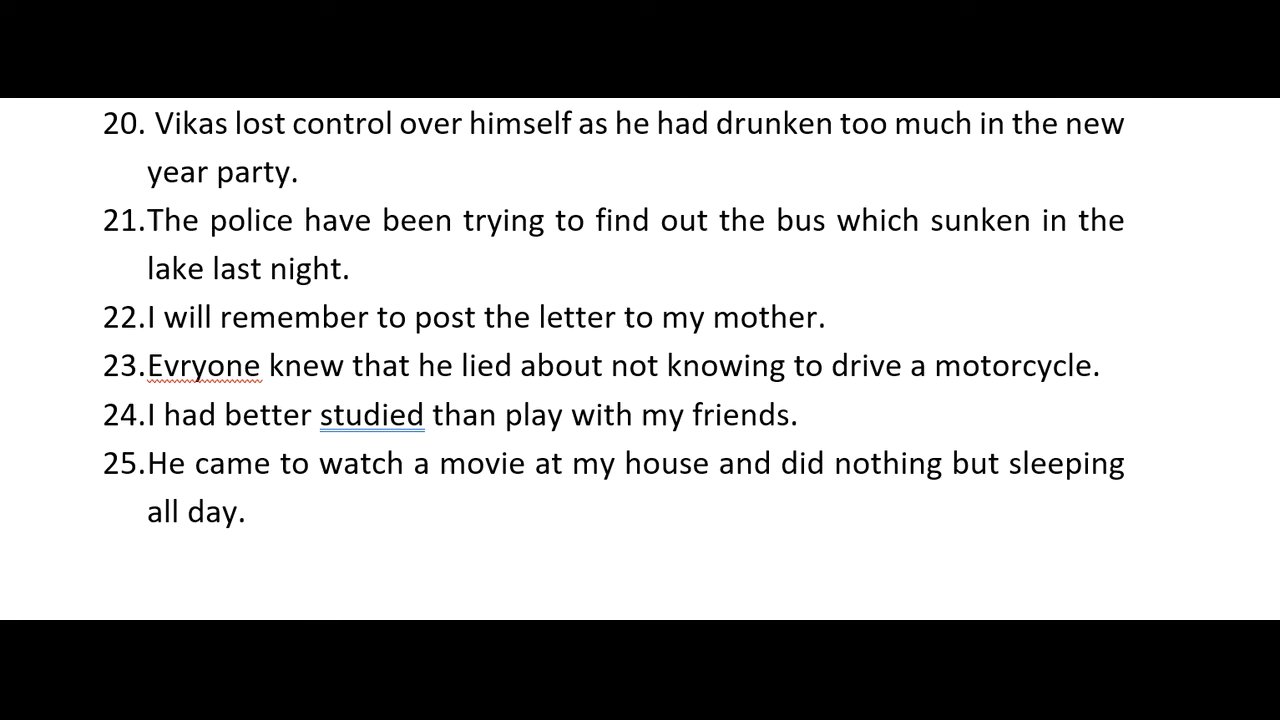 20. Vikas lost control over himself as he had drunken too much in the new
year party.
21.The police have been trying to find out the bus which sunken in the
lake last night.
22.I will remember to post the letter to my mother.
23.Evryone knew that he lied about not knowing to drive a motorcycle.
24.I had better studied than play with my friends.
25.He came to watch a movie at my house and did nothing but sleeping
all day.